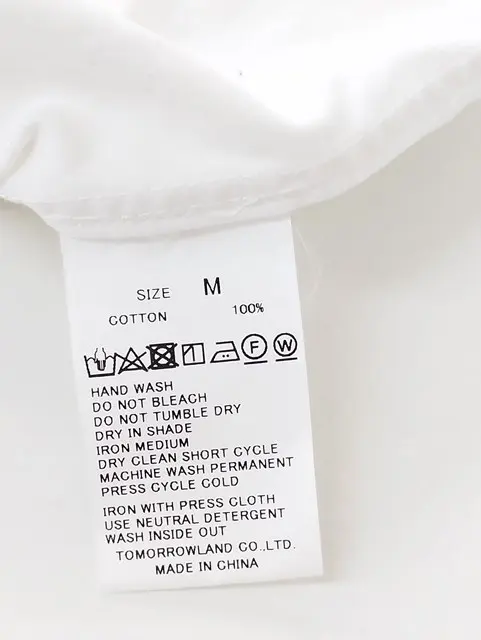 SIZE M
COTTON 100%
F W
HAND WASH
DO NOT BLEACH
DO NOT TUMBLE DRY
DRY IN SHADE
IRON MEDIUM
DRY CLEAN SHORT CYCLE
MACHINE WASH PERMANENT
PRESS CYCLE COLD
IRON WITH PRESS CLOTH
USE NEUTRAL DETERGENT
WASH INSIDE OUT
TOMORROWLAND CO.,LTD.
MADE IN CHINA